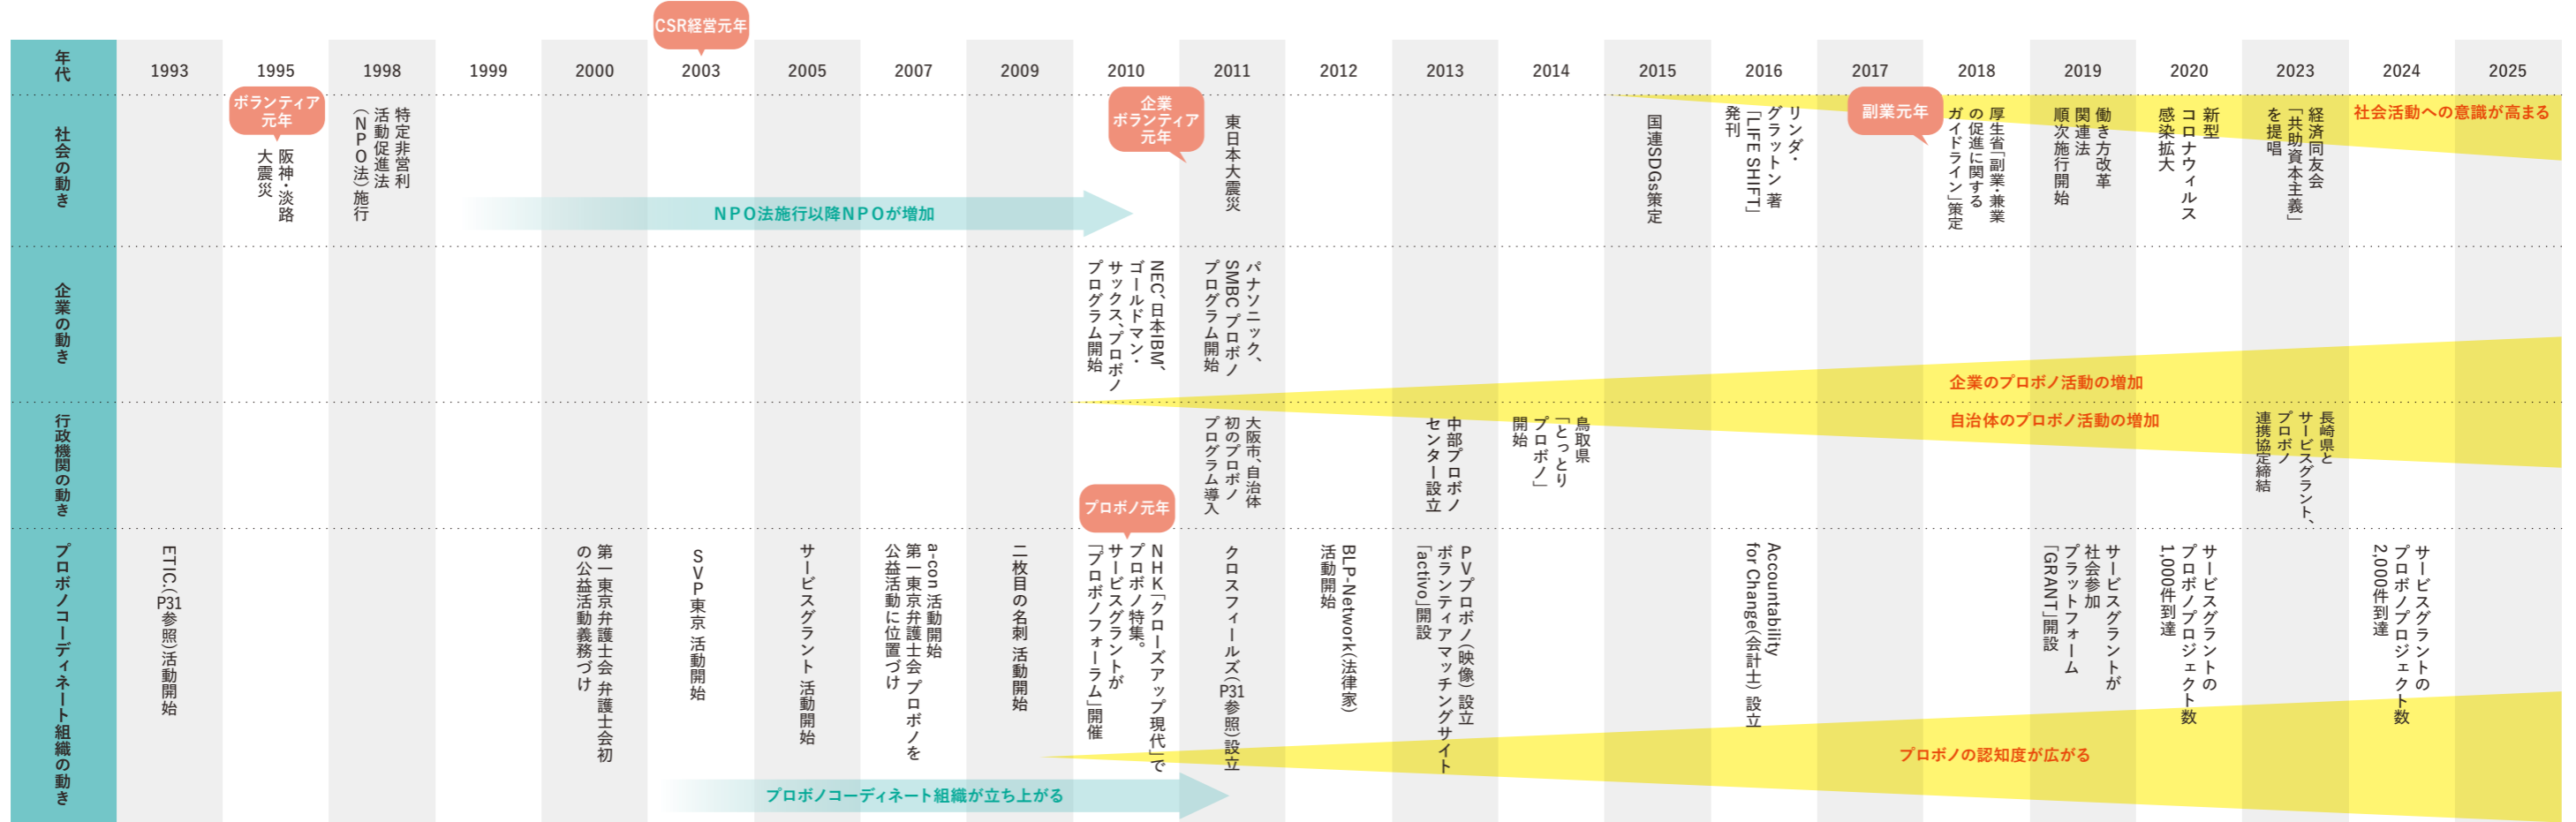 CSR経営元年
年代
1993
1995
1998
1999
2000
2003
2005
2007
2009
2010
2011
2012
2013
2014
2015
2016
2017
2018
2019
2020
2023
2024
2025
社会の動き
ボランティア
元年
阪神・淡路
大震災
特定非営利
活動促進法
（NPO法）施行
NPO法施行以降NPOが増加
企業
ボランティア
元年
東日本大震災
国連SDGs策定
リンダ・
グラットン 著
「LIFE SHIFT」
発刊
副業元年
厚生省「副業・兼業
の促進に関する
ガイドライン」策定
働き方改革
関連法
順次施行開始
新型
コロナウィルス
感染拡大
経済同友会
「共助資本主義」
を提唱
社会活動への意識が高まる
企業の動き
NEC、日本IBM、
ゴールドマン・
サックス、プロボノ
プログラム開始
パナソニック、
SMBC プロボノ
プログラム開始
企業のプロボノ活動の増加
行政機関の動き
大阪市、自治体
初のプロボノ
プログラム導入
中部プロボノ
センター設立
鳥取県
「とっとり
プロボノ」
開始
自治体のプロボノ活動の増加
長崎県と
サービスグラント、
プロボノ
連携協定締結
プロボノコーディネート組織の動き
ETIC.（P31参照）活動開始
第一東京弁護士会 弁護士会初
の公益活動義務づけ
SVP東京 活動開始
サービスグラント 活動開始
a-con 活動開始
第一東京弁護士会 プロボノを
公益活動に位置づけ
二枚目の名刺 活動開始
プロボノ元年
NHK「クローズアップ現代」で
プロボノ特集。
サービスグラントが
「プロボノフォーラム」開催
クロスフィールズ（P31参照）設立
BLP-Network（法律家）
活動開始
PVプロボノ（映像） 設立
ボランティアマッチングサイト
「activo」開設
Accountability
for Change（会計士） 設立
サービスグラントが
社会参加
プラットフォーム
「GRANT」開設
サービスグラントの
プロボノプロジェクト数
1,000件到達
サービスグラントの
プロボノプロジェクト数
2,000件到達
プロボノの認知度が広がる
プロボノコーディネート組織が立ち上がる